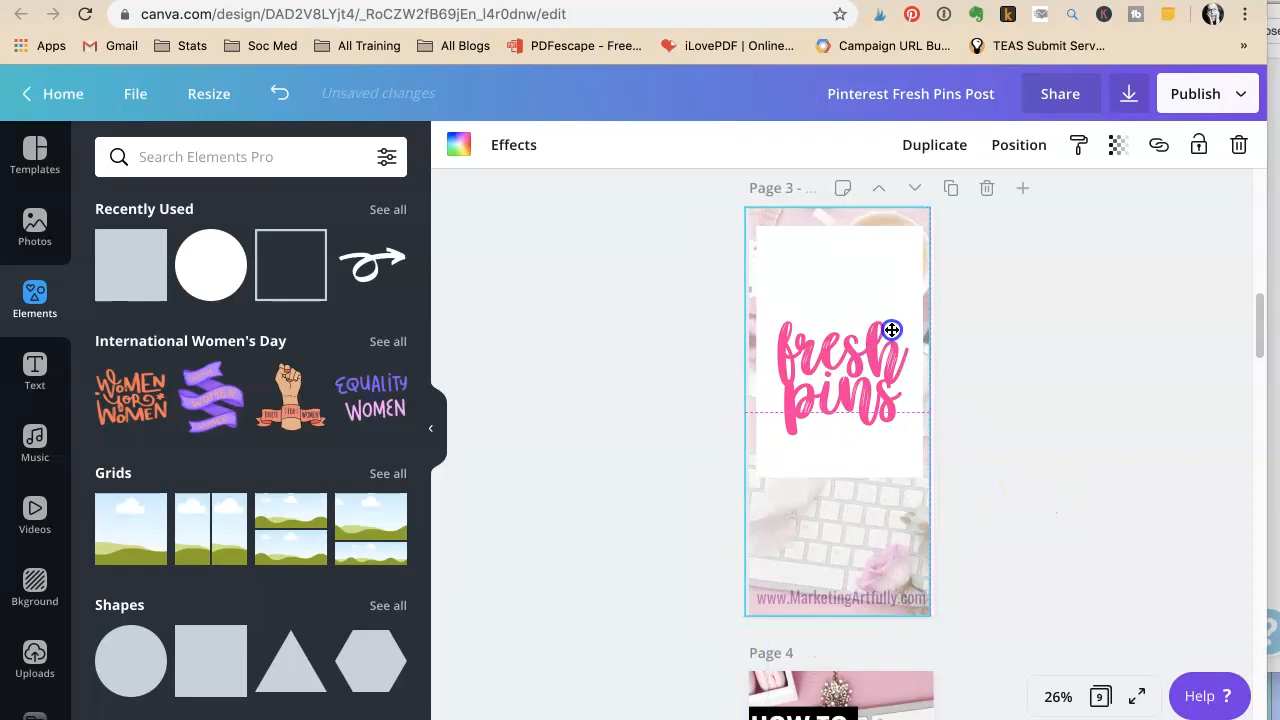 canva.com/design/DAD2V8LYjt4/_RoCZW2fB69jEn_l4r0dnw/edit
Apps Gmail Stats Soc Med All Training All Blogs PDFescape - Free... iLovePDF | Online... Campaign URL Bu... TEAS Submit Serv... »
Home File Resize Unsaved changes Pinterest Fresh Pins Post Share Publish
Templates
Photos
Elements
Text
Music
Videos
Bkground
Uploads
Search Elements Pro
Recently Used See all
International Women's Day See all
WOMEN
FOR
WOMEN
WOMEN
WOMEN
EQUALITY
WOMEN
Grids See all
Shapes See all
Effects Duplicate Position
Page 3 - ...
fresh
pins
www.MarketingArtfully.com
Page 4
HOW TO
26% 9 Help ?